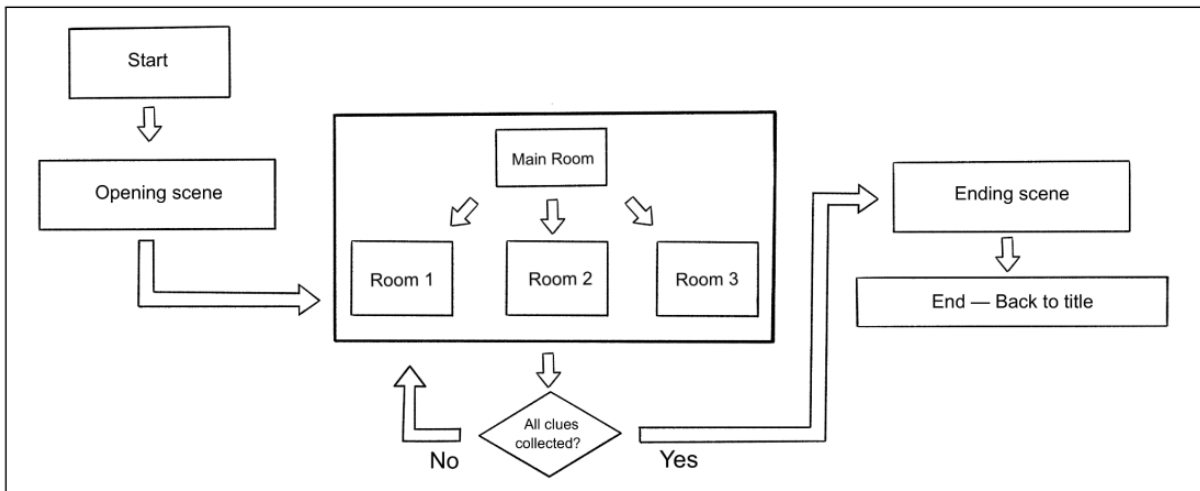 Start
Opening scene
Main Room
Room 1
Room 2
Room 3
All clues
collected?
No
Yes
Ending scene
End — Back to title